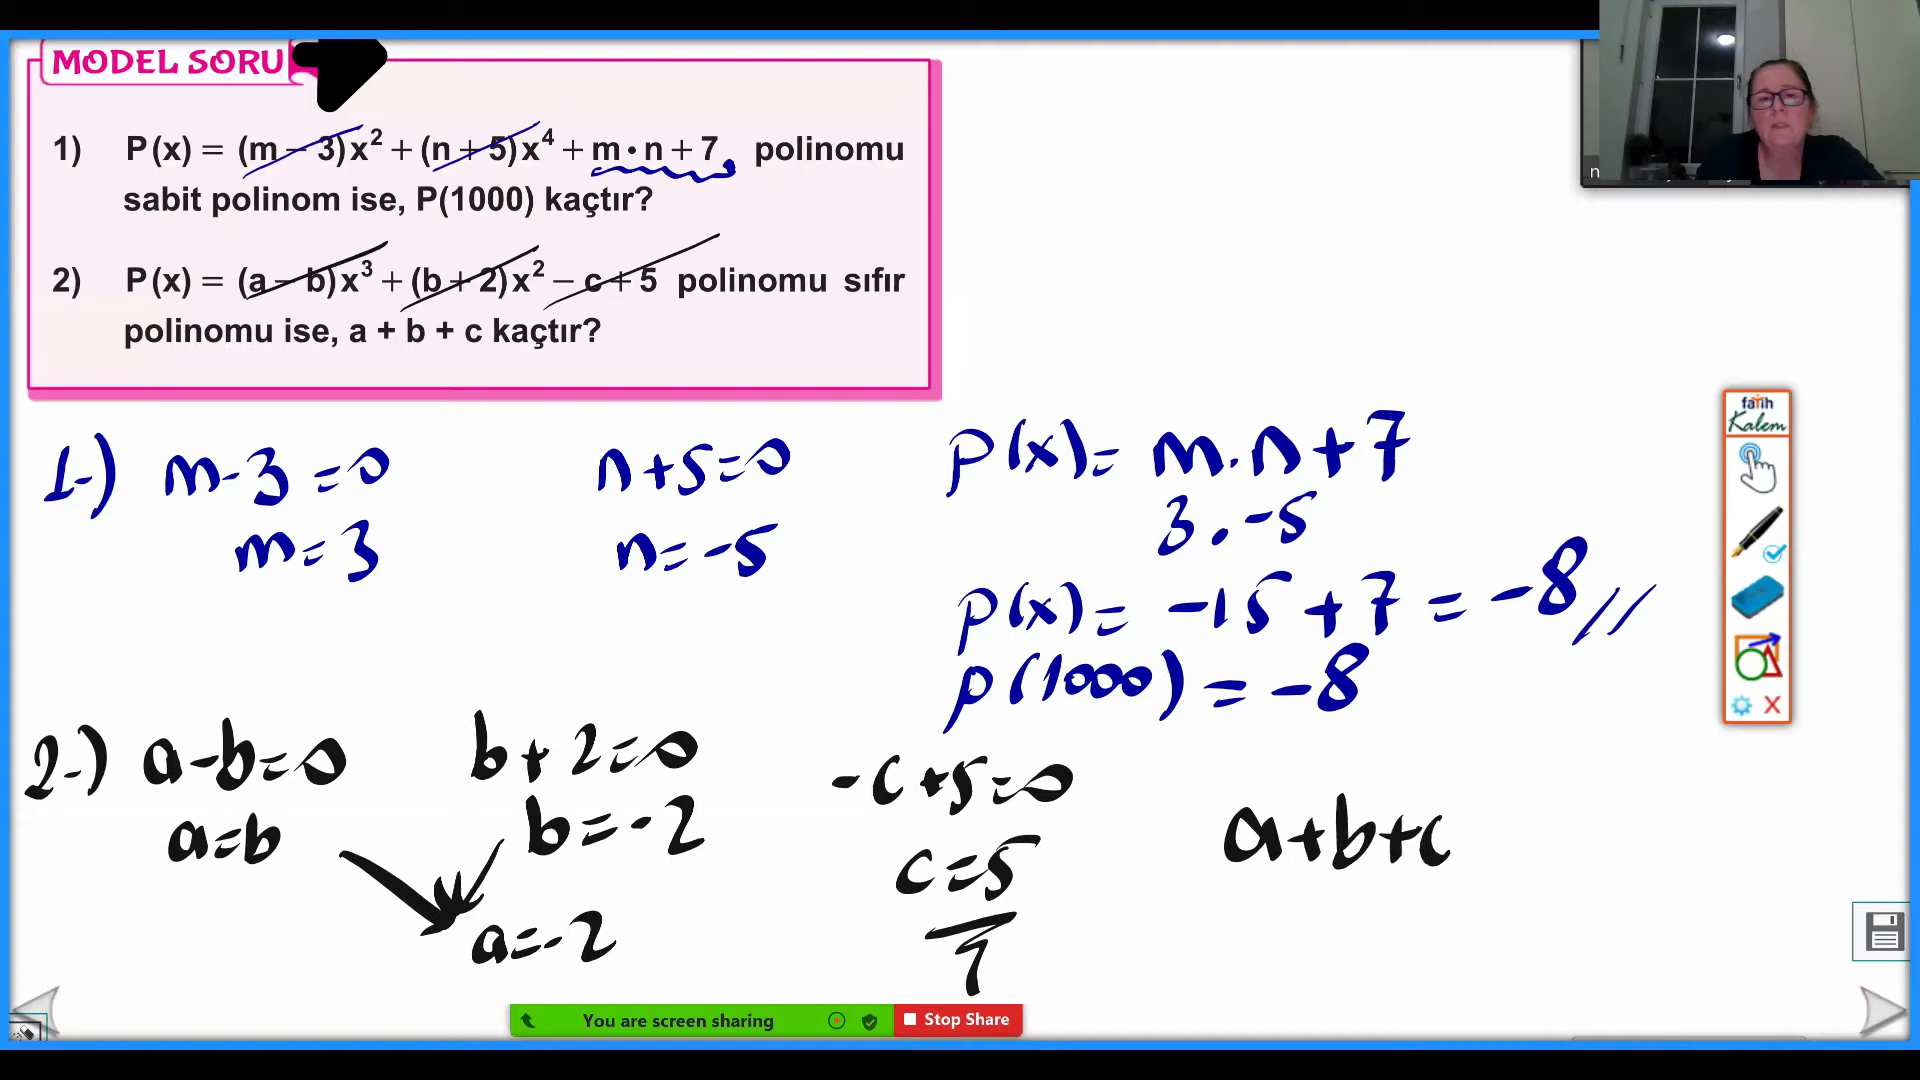 MODEL SORU
1) P(x) = (m − 3)x² + (n + 5)x⁴ + m · n + 7, polinomu
sabit polinom ise, P(1000) kaçtır?
2) P(x) = (a − b)x³ + (b + 2)x² − c + 5 polinomu sıfır
polinomu ise, a + b + c kaçtır?
1-) m-3=0
m=3
n+5=0
n=-5
P(x)= m.n+7
3.-5
P(x)= -15+7=-8//
P(1000)=-8
2-) a-b=0
a=b
b+2=0
b=-2
a=-2
-c+5=0
c=5
a+b+c
fatih
Kalem
You are screen sharing
Stop Share